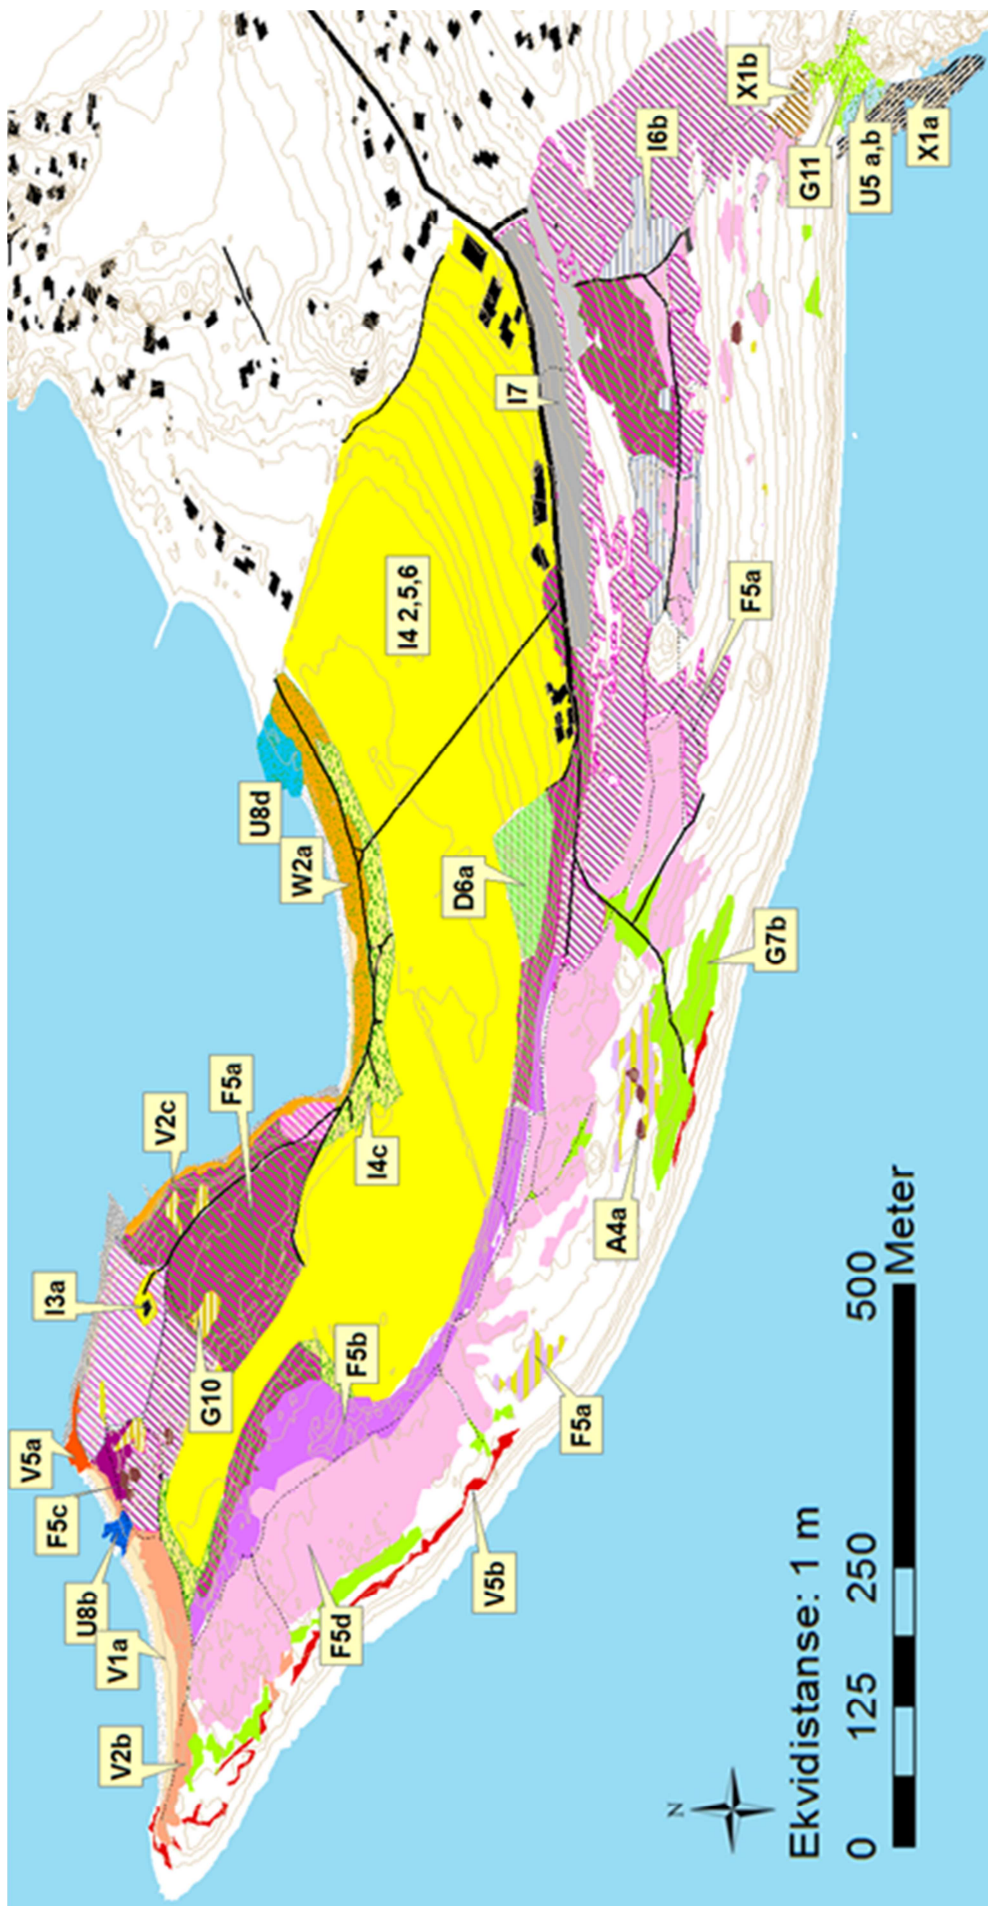 V5a
F5c
U8b
V1a
V2b
I3a
G10
V2c
F5a
I4c
F5b
U8d
W2a
I4 2,5,6
D6a
I7
I6b
X1b
G11
U5 a,b
X1a
F5a
G7b
A4a
F5a
V5b
F5d
N
Ekvidistanse: 1 m
0 125 250 500
Meter